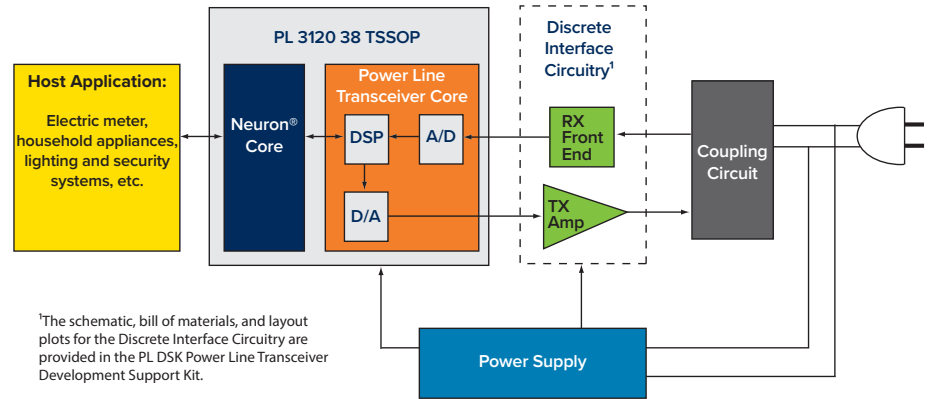 PL 3120 38 TSSOP
Discrete
Interface
Circuitry¹
Host Application:
Electric meter,
household appliances,
lighting and security
systems, etc.
Neuron®
Core
Power Line
Transceiver Core
DSP
A/D
D/A
RX
Front
End
TX
Amp
Coupling
Circuit
Power Supply
¹The schematic, bill of materials, and layout
plots for the Discrete Interface Circuitry are
provided in the PL DSK Power Line Transceiver
Development Support Kit.